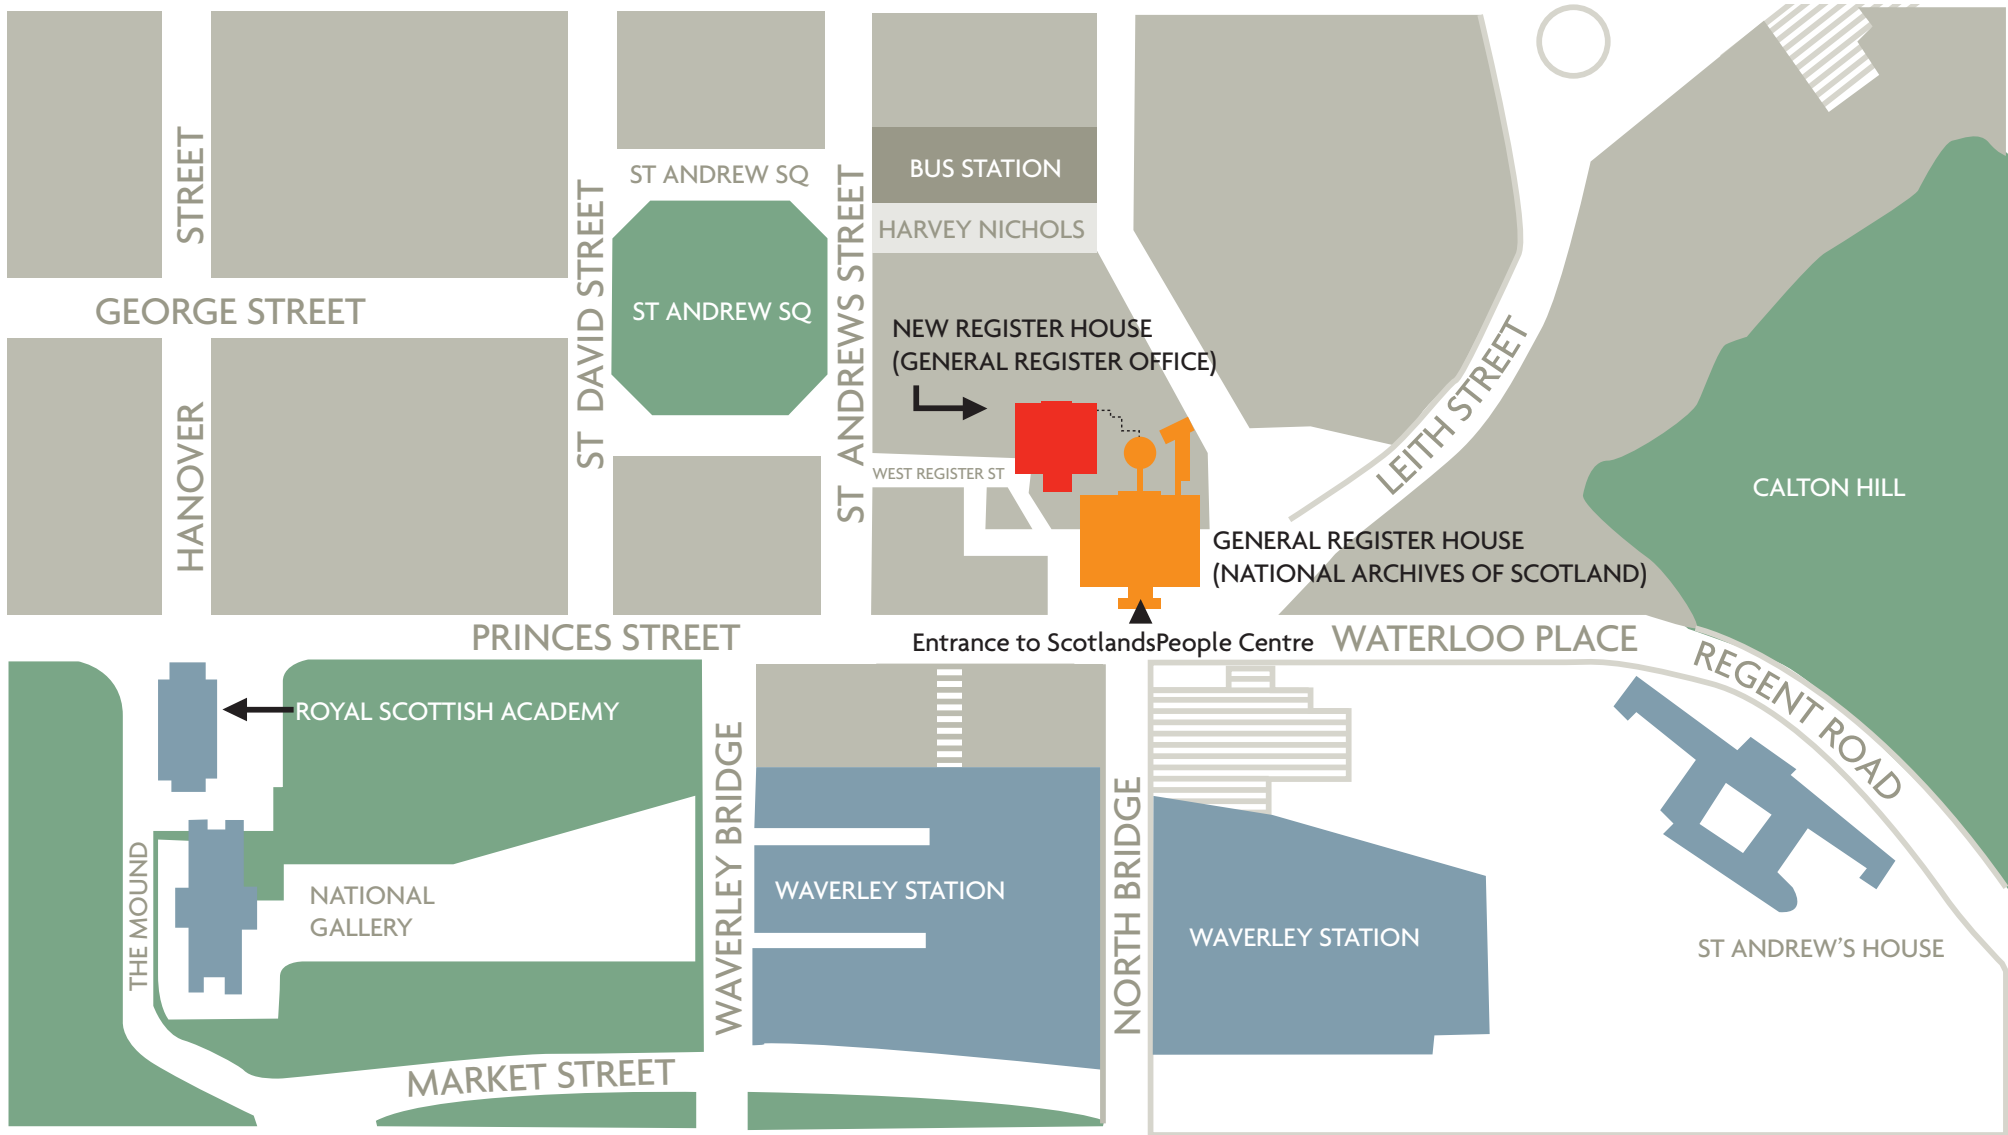 STREET
HANOVER
GEORGE STREET
ST DAVID STREET
ST ANDREW SQ
ST ANDREW SQ
ST ANDREWS STREET
BUS STATION
HARVEY NICHOLS
NEW REGISTER HOUSE
(GENERAL REGISTER OFFICE)
WEST REGISTER ST
LEITH STREET
CALTON HILL
GENERAL REGISTER HOUSE
(NATIONAL ARCHIVES OF SCOTLAND)
PRINCES STREET
Entrance to ScotlandsPeople Centre
WATERLOO PLACE
REGENT ROAD
ROYAL SCOTTISH ACADEMY
THE MOUND
NATIONAL
GALLERY
WAVERLEY BRIDGE
WAVERLEY STATION
NORTH BRIDGE
WAVERLEY STATION
ST ANDREW’S HOUSE
MARKET STREET